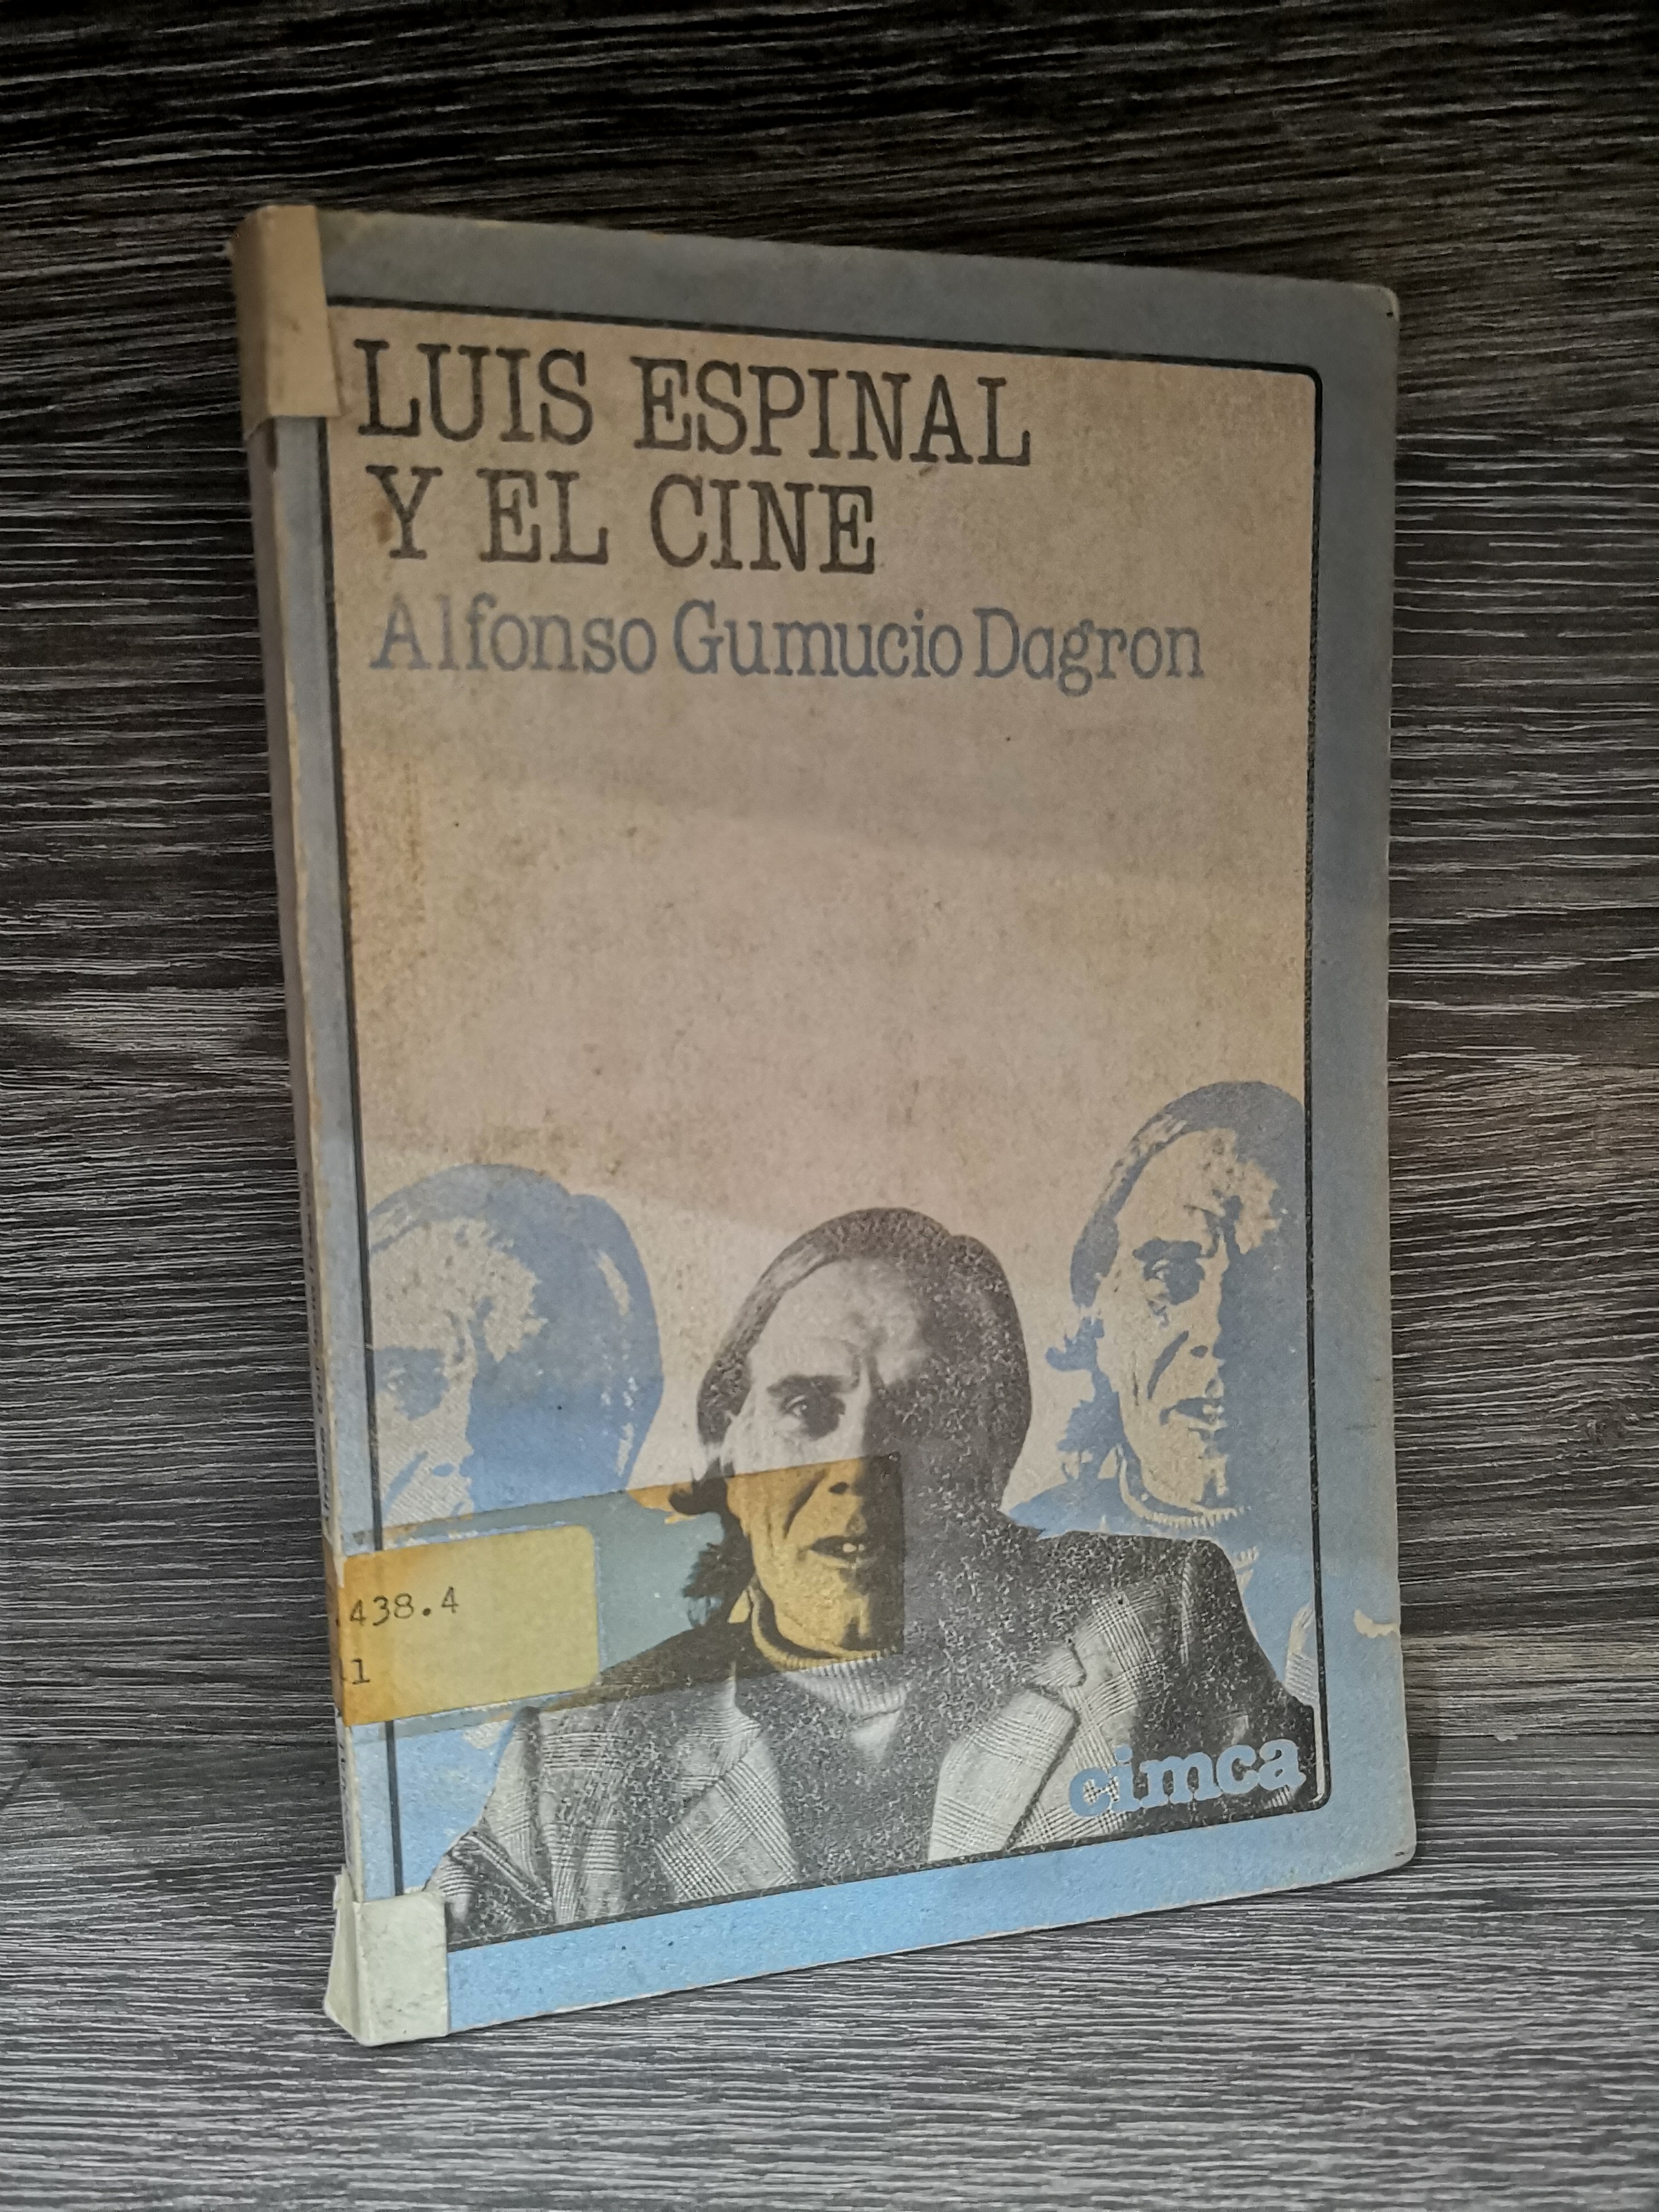 LUIS ESPINAL
Y EL CINE
Alfonso Gumucio Dagron
.438.4
1
cimca